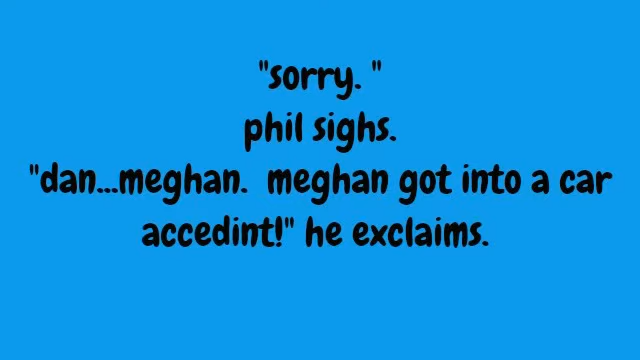 "sorry. "
phil sighs.
"dan...meghan.  meghan got into a car
accedint!" he exclaims.